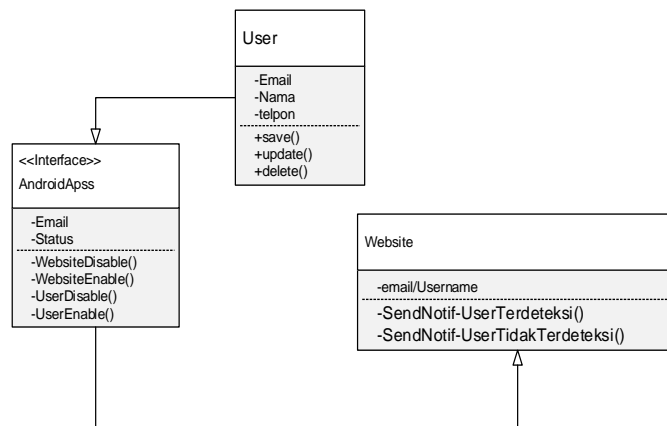 User
-Email
-Nama
-telpon
+save()
+update()
+delete()
<<Interface>>
AndroidApss
-Email
-Status
-WebsiteDisable()
-WebsiteEnable()
-UserDisable()
-UserEnable()
Website
-email/Username
-SendNotif-UserTerdeteksi()
-SendNotif-UserTidakTerdeteksi()